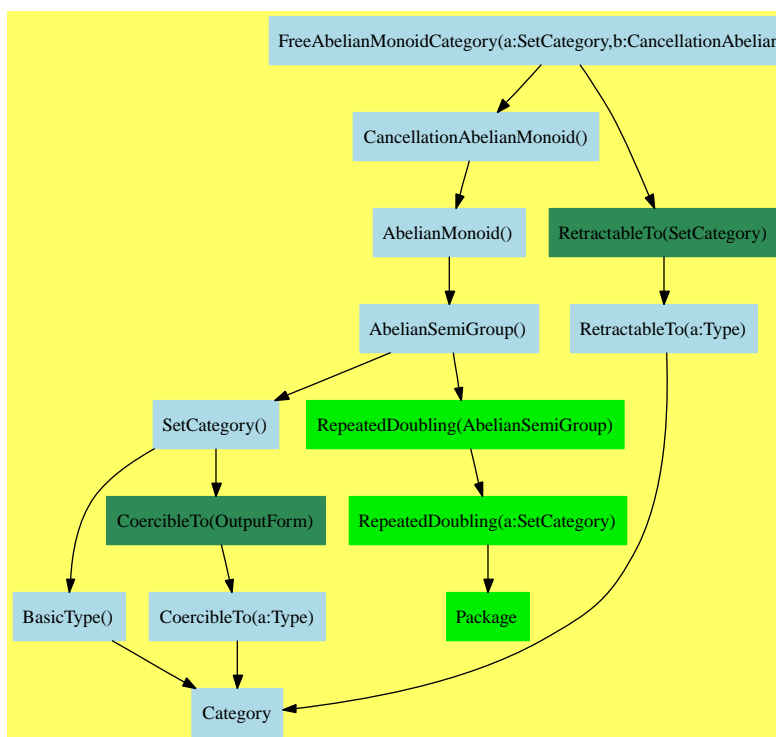 FreeAbelianMonoidCategory(a:SetCategory,b:CancellationAbelian
CancellationAbelianMonoid()
AbelianMonoid()
RetractableTo(SetCategory)
AbelianSemiGroup()
RetractableTo(a:Type)
SetCategory()
RepeatedDoubling(AbelianSemiGroup)
CoercibleTo(OutputForm)
RepeatedDoubling(a:SetCategory)
BasicType()
CoercibleTo(a:Type)
Package
Category